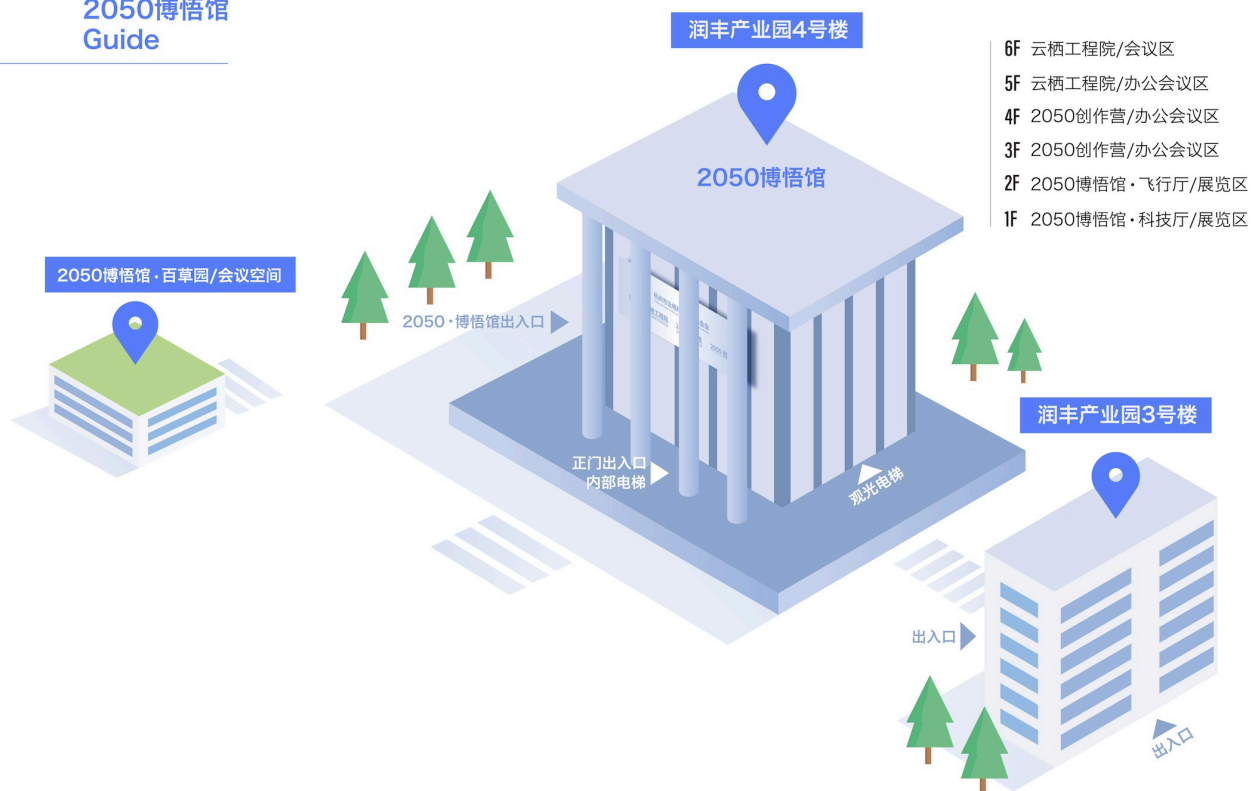 2050博悟馆
Guide
润丰产业园4号楼
6F 云栖工程院/会议区
5F 云栖工程院/办公会议区
4F 2050创作营/办公会议区
3F 2050创作营/办公会议区
2F 2050博悟馆·飞行厅/展览区
1F 2050博悟馆·科技厅/展览区
2050博悟馆
2050博悟馆·百草园/会议空间
2050·博悟馆出入口
润丰产业园3号楼
正门出入口
内部电梯
观光电梯
出入口
出入口